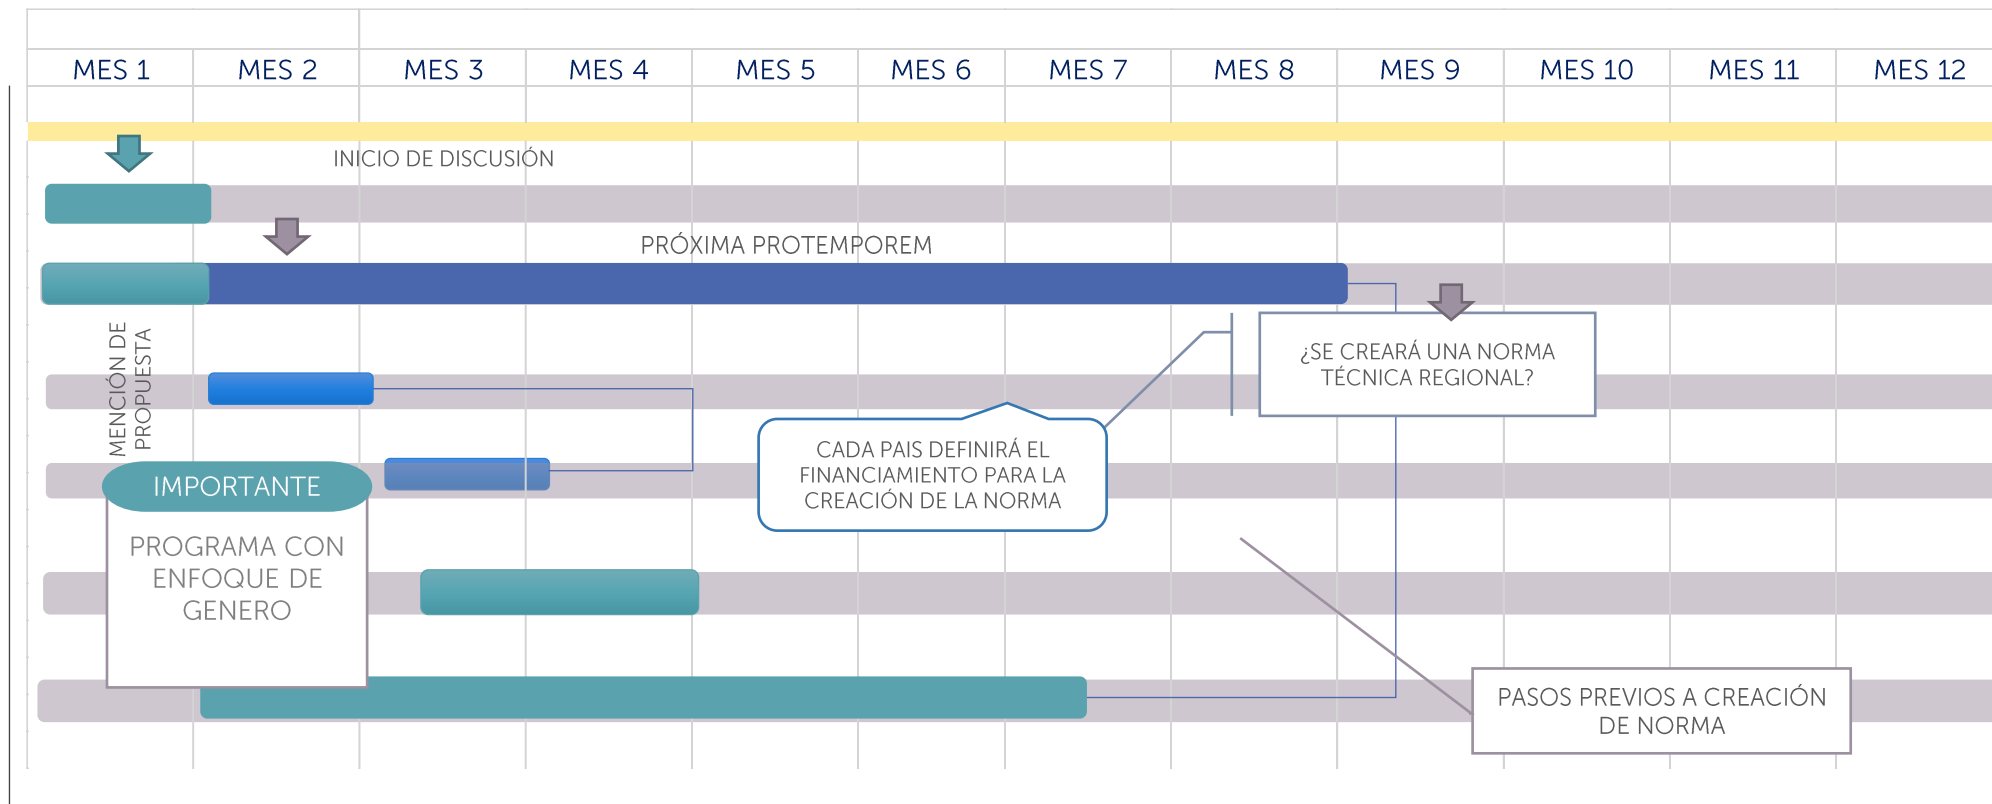 MES 1
MES 2
MES 3
MES 4
MES 5
MES 6
MES 7
MES 8
MES 9
MES 10
MES 11
MES 12
INICIO DE DISCUSIÓN
PRÓXIMA PROTEMPOREM
MENCIÓN DE
PROPUESTA
¿SE CREARÁ UNA NORMA
TÉCNICA REGIONAL?
CADA PAIS DEFINIRÁ EL
FINANCIAMIENTO PARA LA
CREACIÓN DE LA NORMA
IMPORTANTE
PROGRAMA CON
ENFOQUE DE
GENERO
PASOS PREVIOS A CREACIÓN
DE NORMA